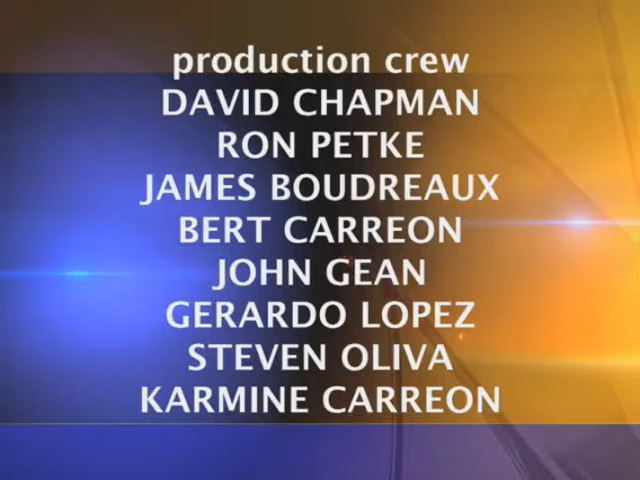 production crew
DAVID CHAPMAN
RON PETKE
JAMES BOUDREAUX
BERT CARREON
JOHN GEAN
GERARDO LOPEZ
STEVEN OLIVA
KARMINE CARREON